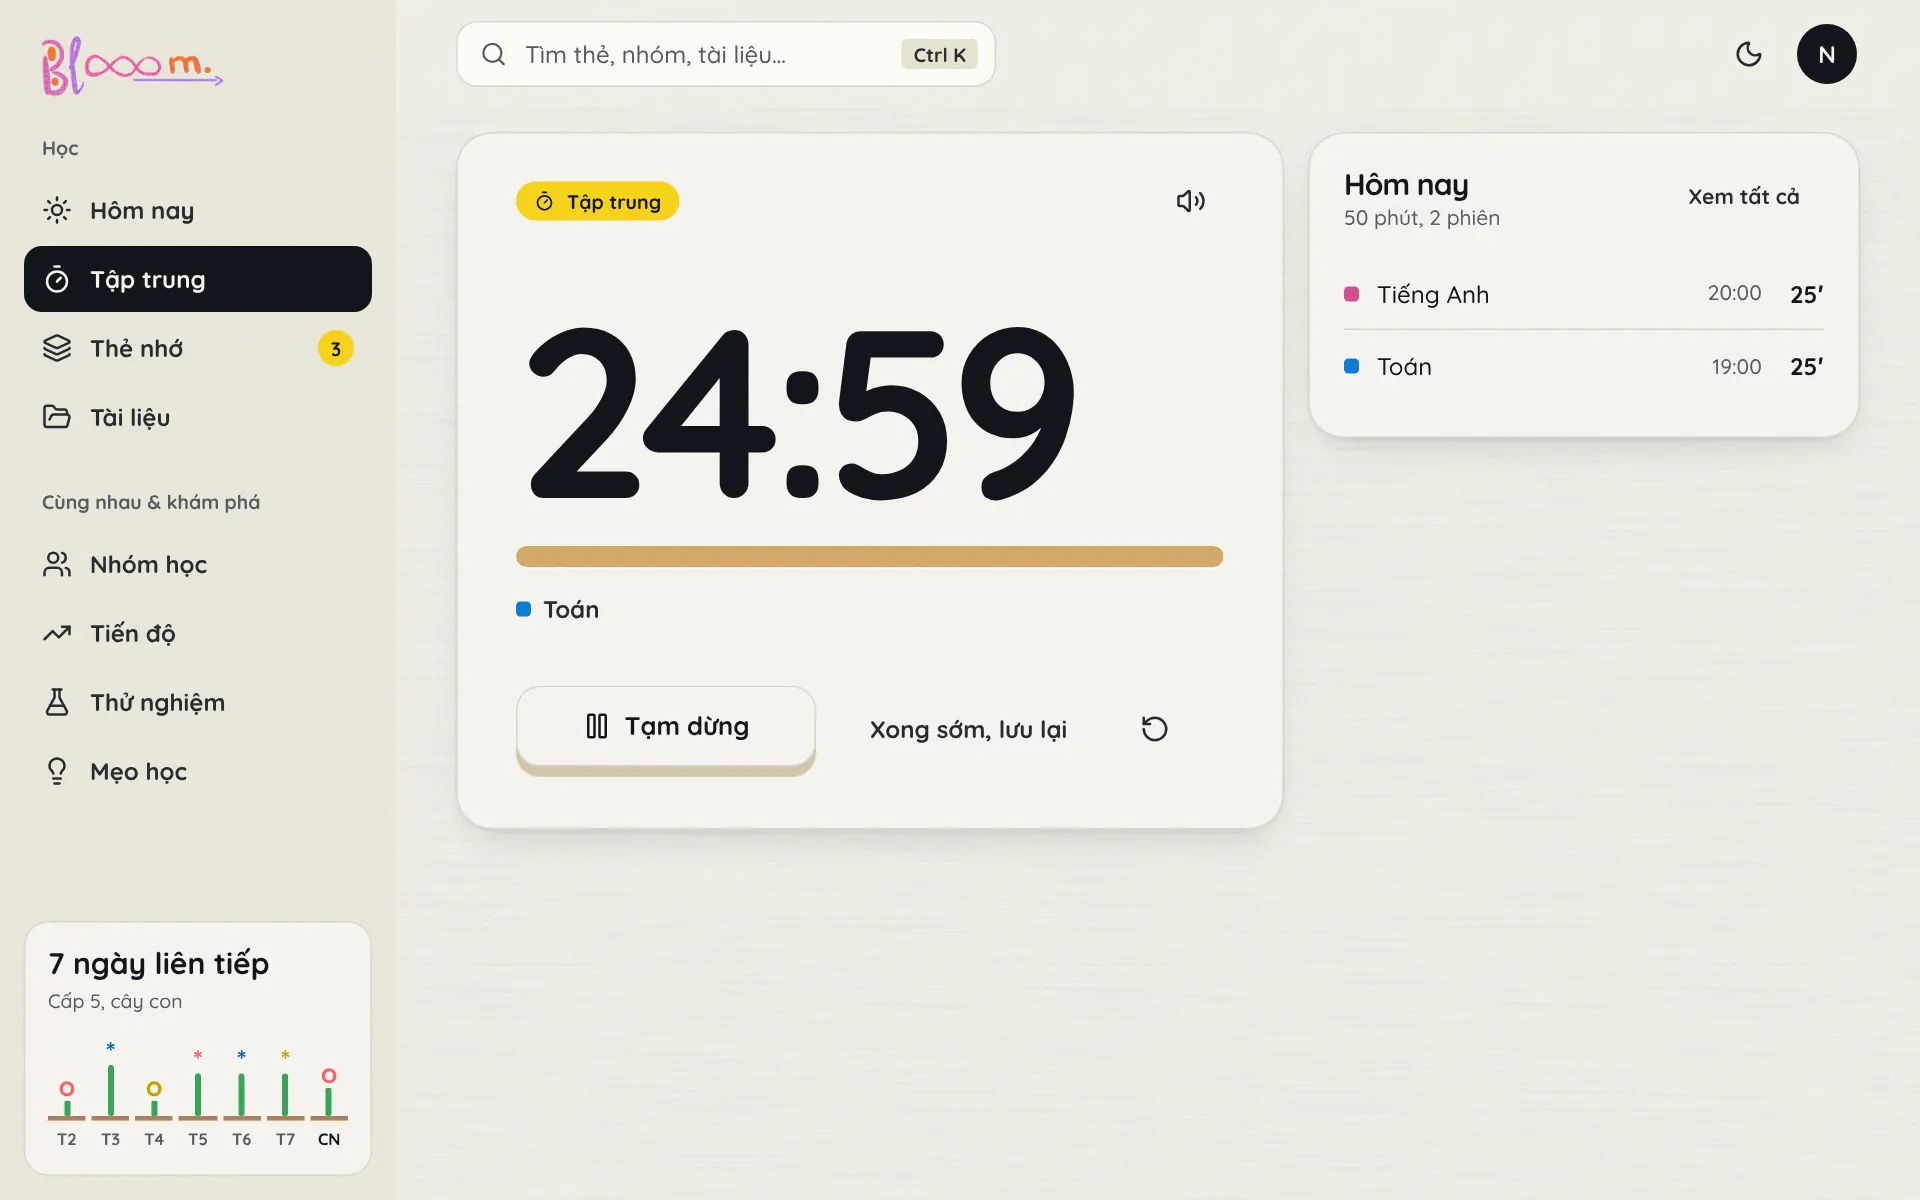 Blooom.
Học
Hôm nay
Tập trung
Thẻ nhớ
3
Tài liệu
Cùng nhau & khám phá
Nhóm học
Tiến độ
Thử nghiệm
Mẹo học
7 ngày liên tiếp
Cấp 5, cây con
T2 T3 T4 T5 T6 T7 CN
Tìm thẻ, nhóm, tài liệu...
Ctrl K
N
Tập trung
24:59
Toán
Tạm dừng
Xong sớm, lưu lại
Hôm nay
50 phút, 2 phiên
Xem tất cả
Tiếng Anh 20:00 25′
Toán 19:00 25′